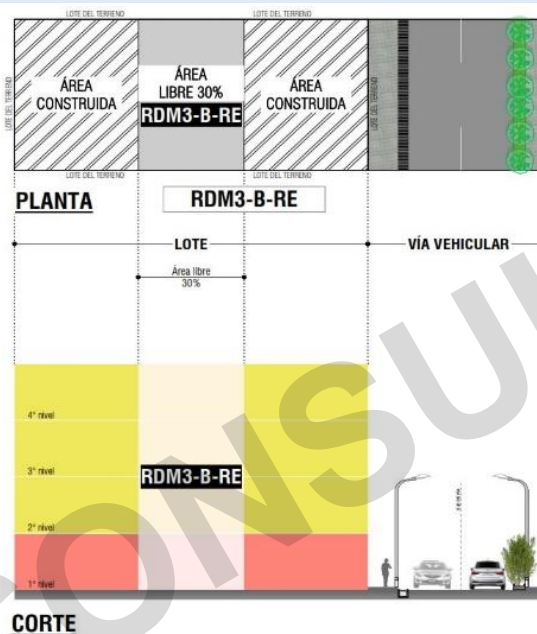 LOTE DEL TERRENO
LOTE DEL TERRENO
LOTE DEL TERRENO
ÁREA
CONSTRUIDA
ÁREA
LIBRE 30%
RDM3-B-RE
ÁREA
CONSTRUIDA
LOTE DEL TERRENO
LOTE DEL TERRENO
LOTE DEL TERRENO
PLANTA
RDM3-B-RE
LOTE
VÍA VEHICULAR
Área libre
30%
4° nivel
3° nivel
RDM3-B-RE
2° nivel
1° nivel
CORTE
CONSU